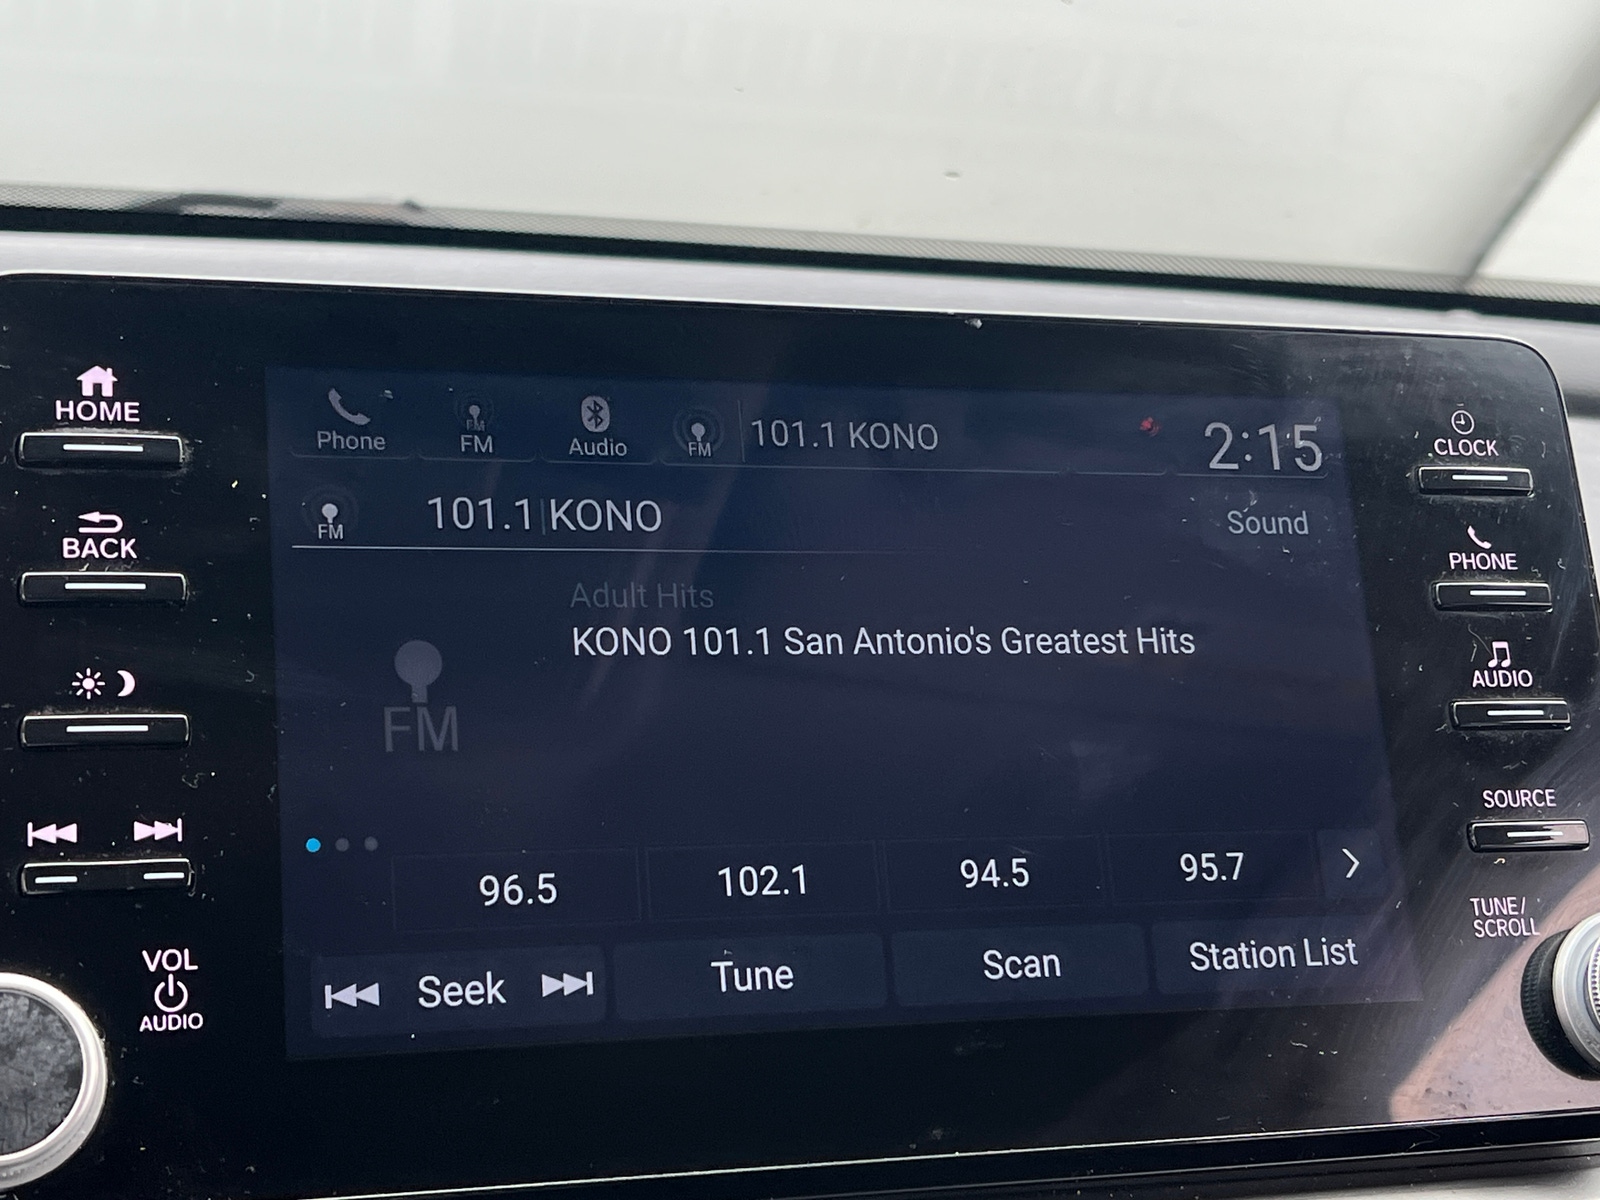 HOME
BACK
VOL
AUDIO
Phone
FM
FM
Audio
FM
101.1 KONO
2:15
FM
101.1 KONO
Sound
Adult Hits
KONO 101.1 San Antonio's Greatest Hits
FM
96.5
102.1
94.5
95.7
Seek
Tune
Scan
Station List
CLOCK
PHONE
AUDIO
SOURCE
TUNE/
SCROLL